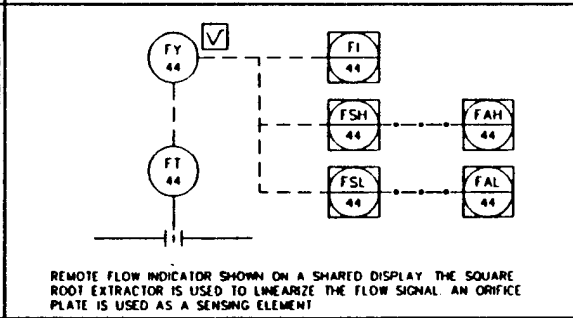 FY
44
√
FI
44
FSH
44
FAH
44
FT
44
FSL
44
FAL
44
REMOTE FLOW INDICATOR SHOWN ON A SHARED DISPLAY THE SQUARE
ROOT EXTRACTOR IS USED TO LINEARIZE THE FLOW SIGNAL. AN ORIFICE
PLATE IS USED AS A SENSING ELEMENT